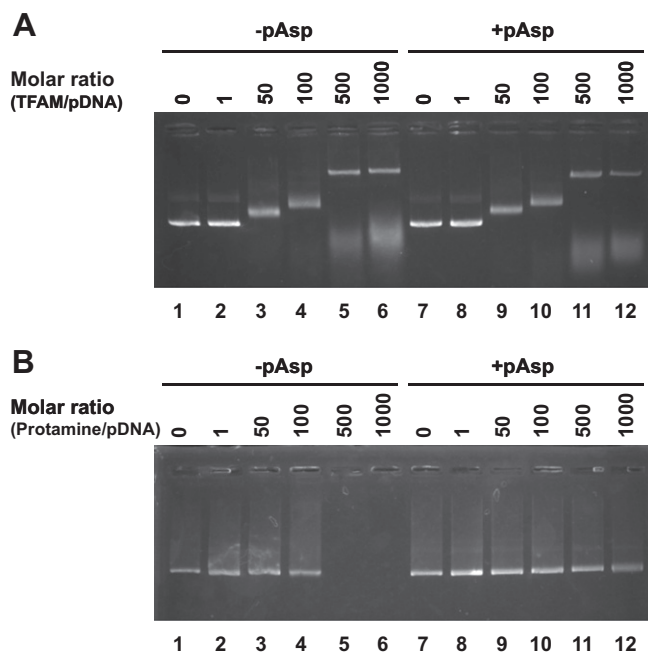 A
-pAsp +pAsp
Molar ratio
(TFAM/pDNA)
0 1 50 100 500 1000 0 1 50 100 500 1000
1 2 3 4 5 6 7 8 9 10 11 12
B
-pAsp +pAsp
Molar ratio
(Protamine/pDNA)
0 1 50 100 500 1000 0 1 50 100 500 1000
1 2 3 4 5 6 7 8 9 10 11 12